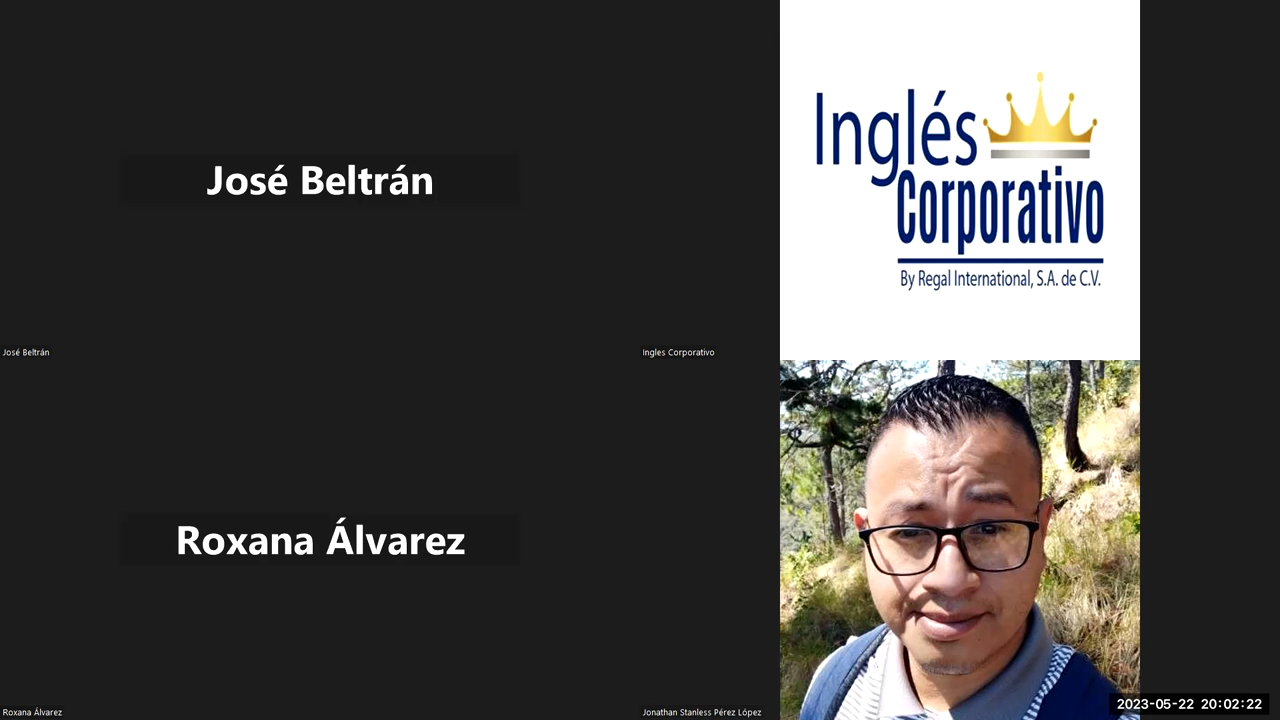 José Beltrán
José Beltrán
Inglés
Corporativo
By Regal International, S.A. de C.V.
Ingles Corporativo
Roxana Álvarez
Roxana Álvarez
Jonathan Stanless Pérez López
2023-05-22 20:02:22